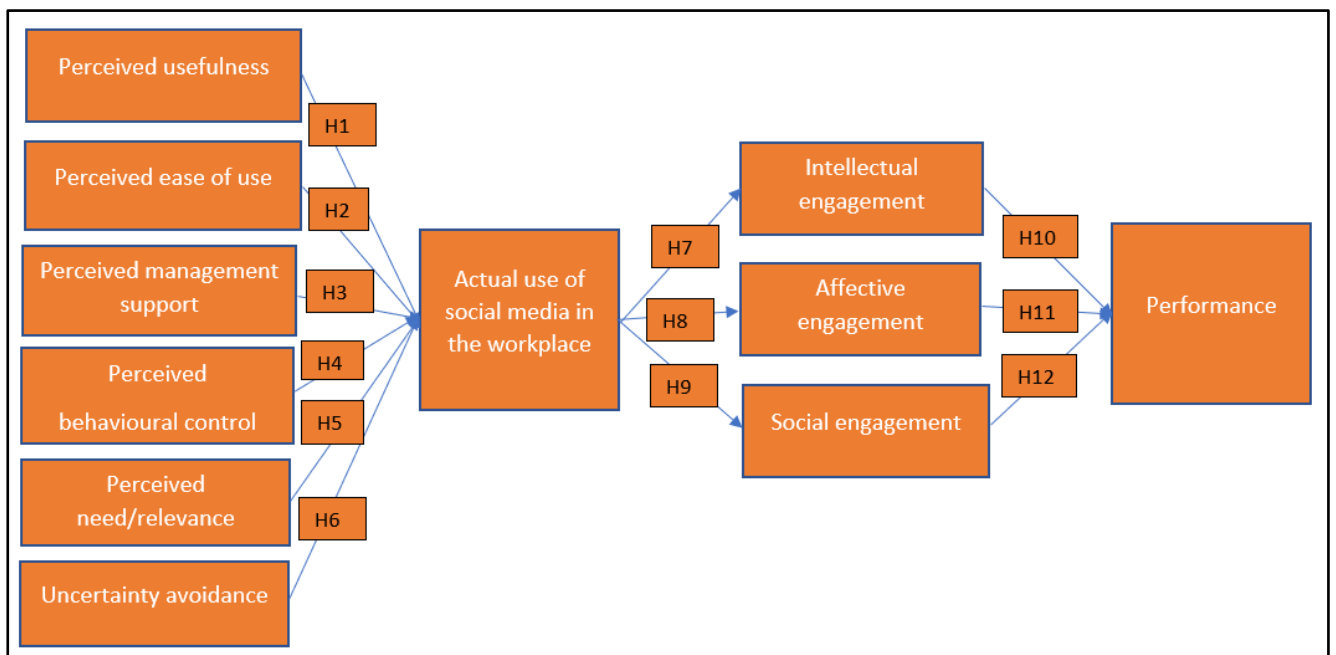 Perceived usefulness
H1
Perceived ease of use
H2
Perceived management
support
H3
Perceived
behavioural control
H4
Perceived
need/relevance
H5
Uncertainty avoidance
H6
Actual use of
social media in
the workplace
H7
H8
H9
Intellectual
engagement
Affective
engagement
Social engagement
H10
H11
H12
Performance